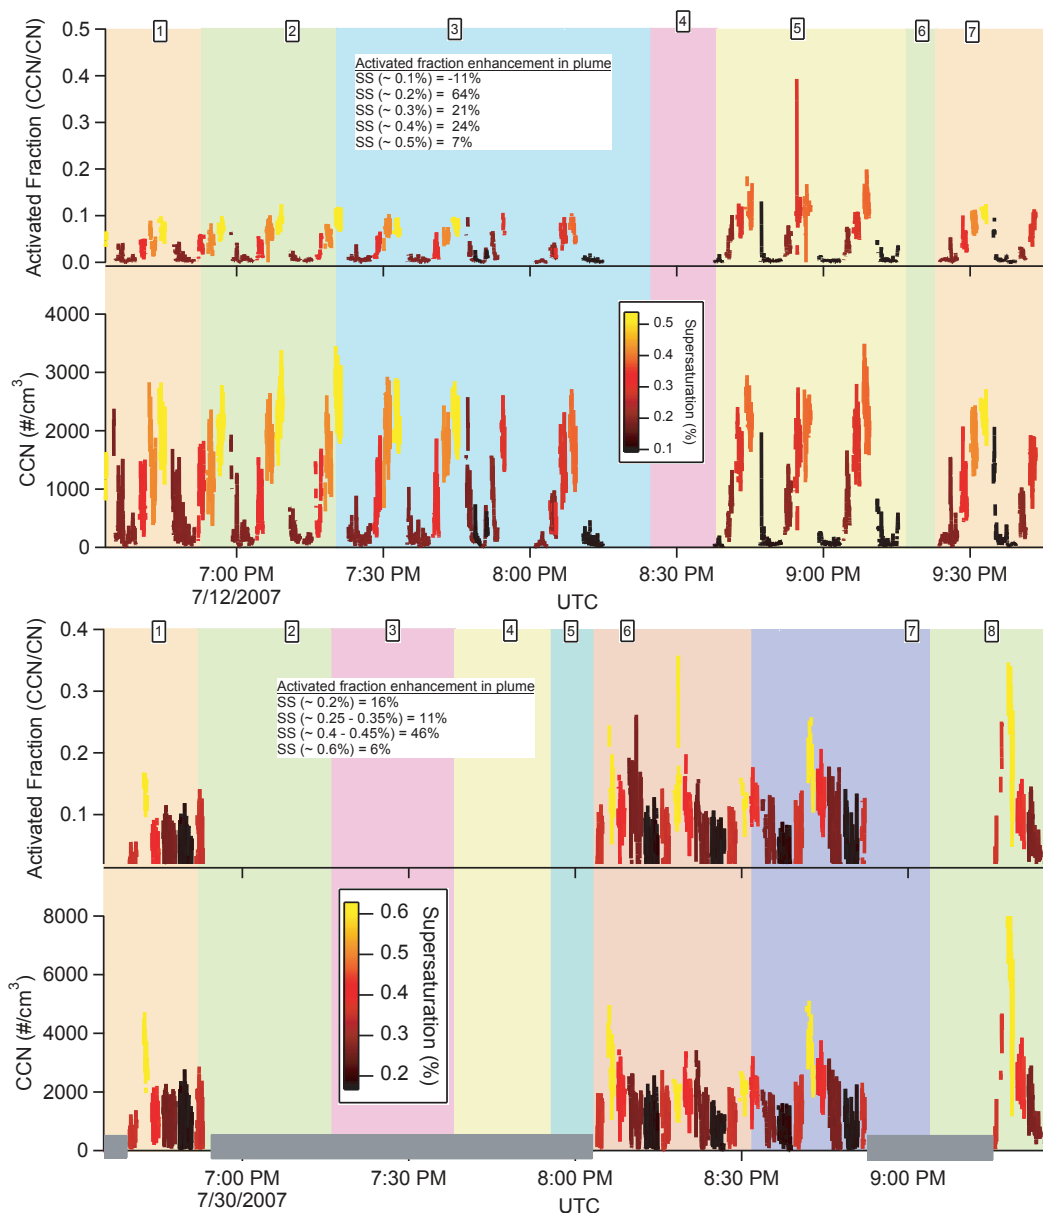 1 2 3 4 5 6 7
0.5
0.4
0.3
0.2
0.1
0.0
Activated Fraction (CCN/CN)
Activated fraction enhancement in plume
SS (~ 0.1%) = -11%
SS (~ 0.2%) = 64%
SS (~ 0.3%) = 21%
SS (~ 0.4%) = 24%
SS (~ 0.5%) = 7%
4000
3000
2000
1000
0
CCN (#/cm³)
0.5
0.4
0.3
0.2
0.1
Supersaturation (%)
7:00 PM 7:30 PM 8:00 PM 8:30 PM 9:00 PM 9:30 PM
7/12/2007
UTC
1 2 3 4 5 6 7 8
0.4
0.3
0.2
0.1
Activated Fraction (CCN/CN)
Activated fraction enhancement in plume
SS (~ 0.2%) = 16%
SS (~ 0.25 - 0.35%) = 11%
SS (~ 0.4 - 0.45%) = 46%
SS (~ 0.6%) = 6%
8000
6000
4000
2000
0
CCN (#/cm³)
0.6
0.5
0.4
0.3
0.2
Supersaturation (%)
7:00 PM 7:30 PM 8:00 PM 8:30 PM 9:00 PM
7/30/2007
UTC